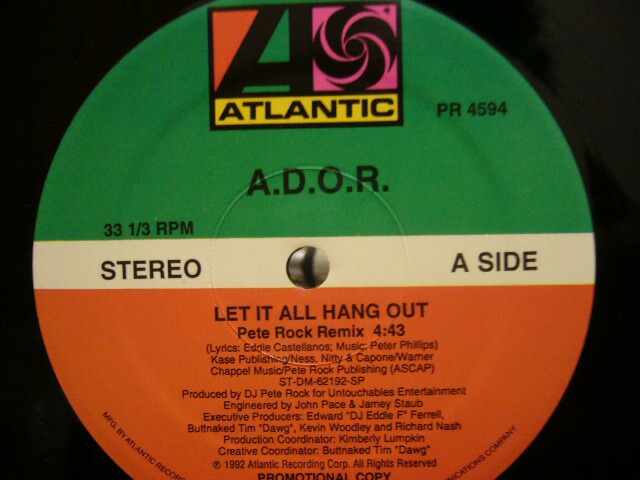 ATLANTIC
PR 4594
A.D.O.R.
33 1/3 RPM
STEREO
A SIDE
LET IT ALL HANG OUT
Pete Rock Remix 4:43
(Lyrics: Eddie Castellanos; Music: Peter Phillips)
Kase Publishing/Ness, Nitty & Capone/Warner
Chappel Music/Pete Rock Publishing (ASCAP)
ST-DM-62192-SP
Produced by DJ Pete Rock for Untouchables Entertainment
Engineered by John Pace & Jamey Staub
Executive Producers: Edward "DJ Eddie F" Ferrell,
Buttnaked Tim "Dawg", Kevin Woodley and Richard Nash
Production Coordinator: Kimberly Lumpkin
Creative Coordinator: Buttnaked Tim "Dawg"
℗ 1992 Atlantic Recording Corp. All Rights Reserved
PROMOTIONAL COPY
MFG. BY ATLANTIC
COMPANY